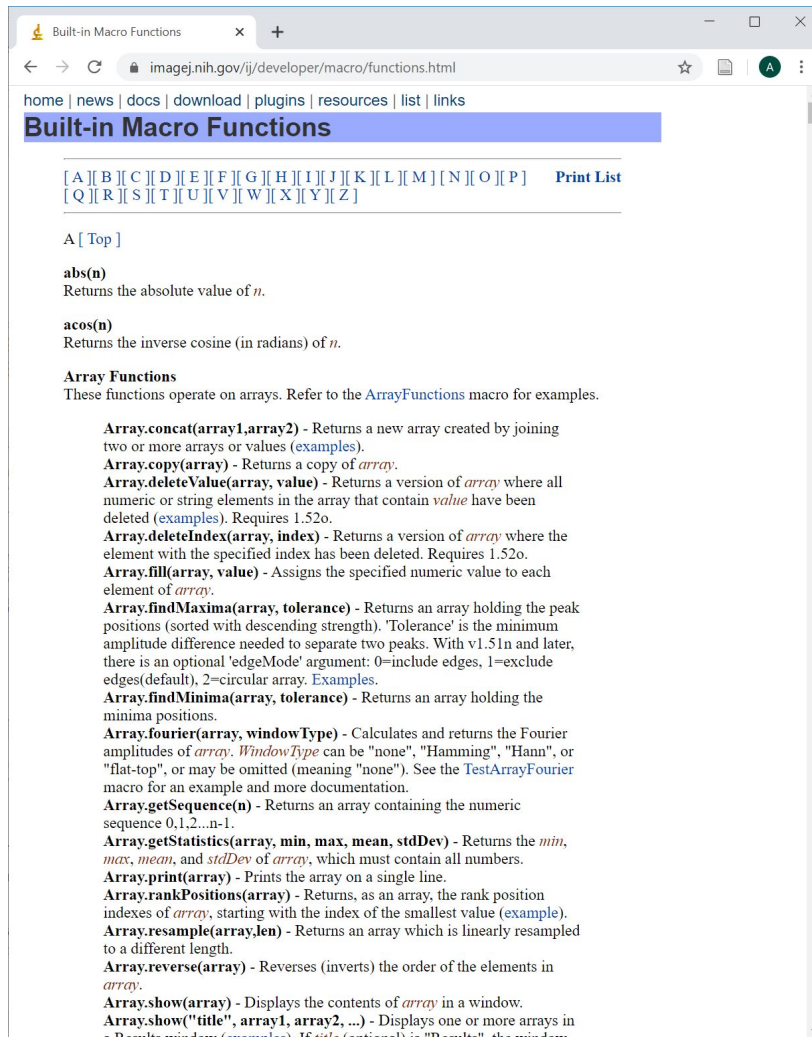 Built-in Macro Functions
imagej.nih.gov/ij/developer/macro/functions.html
A
home | news | docs | download | plugins | resources | list | links
Built-in Macro Functions
[ A ][ B ][ C ][ D ][ E ][ F ][ G ][ H ][ I ][ J ][ K ][ L ][ M ] [ N ][ O ][ P ] Print List
[ Q ][ R ][ S ][ T ][ U ][ V ][ W ][ X ][ Y ][ Z ]
A [ Top ]
abs(n)
Returns the absolute value of n.
acos(n)
Returns the inverse cosine (in radians) of n.
Array Functions
These functions operate on arrays. Refer to the ArrayFunctions macro for examples.
Array.concat(array1,array2) - Returns a new array created by joining
two or more arrays or values (examples).
Array.copy(array) - Returns a copy of array.
Array.deleteValue(array, value) - Returns a version of array where all
numeric or string elements in the array that contain value have been
deleted (examples). Requires 1.52o.
Array.deleteIndex(array, index) - Returns a version of array where the
element with the specified index has been deleted. Requires 1.52o.
Array.fill(array, value) - Assigns the specified numeric value to each
element of array.
Array.findMaxima(array, tolerance) - Returns an array holding the peak
positions (sorted with descending strength). 'Tolerance' is the minimum
amplitude difference needed to separate two peaks. With v1.51n and later,
there is an optional 'edgeMode' argument: 0=include edges, 1=exclude
edges(default), 2=circular array. Examples.
Array.findMinima(array, tolerance) - Returns an array holding the
minima positions.
Array.fourier(array, windowType) - Calculates and returns the Fourier
amplitudes of array. WindowType can be "none", "Hamming", "Hann", or
"flat-top", or may be omitted (meaning "none"). See the TestArrayFourier
macro for an example and more documentation.
Array.getSequence(n) - Returns an array containing the numeric
sequence 0,1,2...n-1.
Array.getStatistics(array, min, max, mean, stdDev) - Returns the min,
max, mean, and stdDev of array, which must contain all numbers.
Array.print(array) - Prints the array on a single line.
Array.rankPositions(array) - Returns, as an array, the rank position
indexes of array, starting with the index of the smallest value (example).
Array.resample(array,len) - Returns an array which is linearly resampled
to a different length.
Array.reverse(array) - Reverses (inverts) the order of the elements in
array.
Array.show(array) - Displays the contents of array in a window.
Array.show("title", array1, array2, ...) - Displays one or more arrays in
a Results window (examples). If title (optional) is "Results", the window